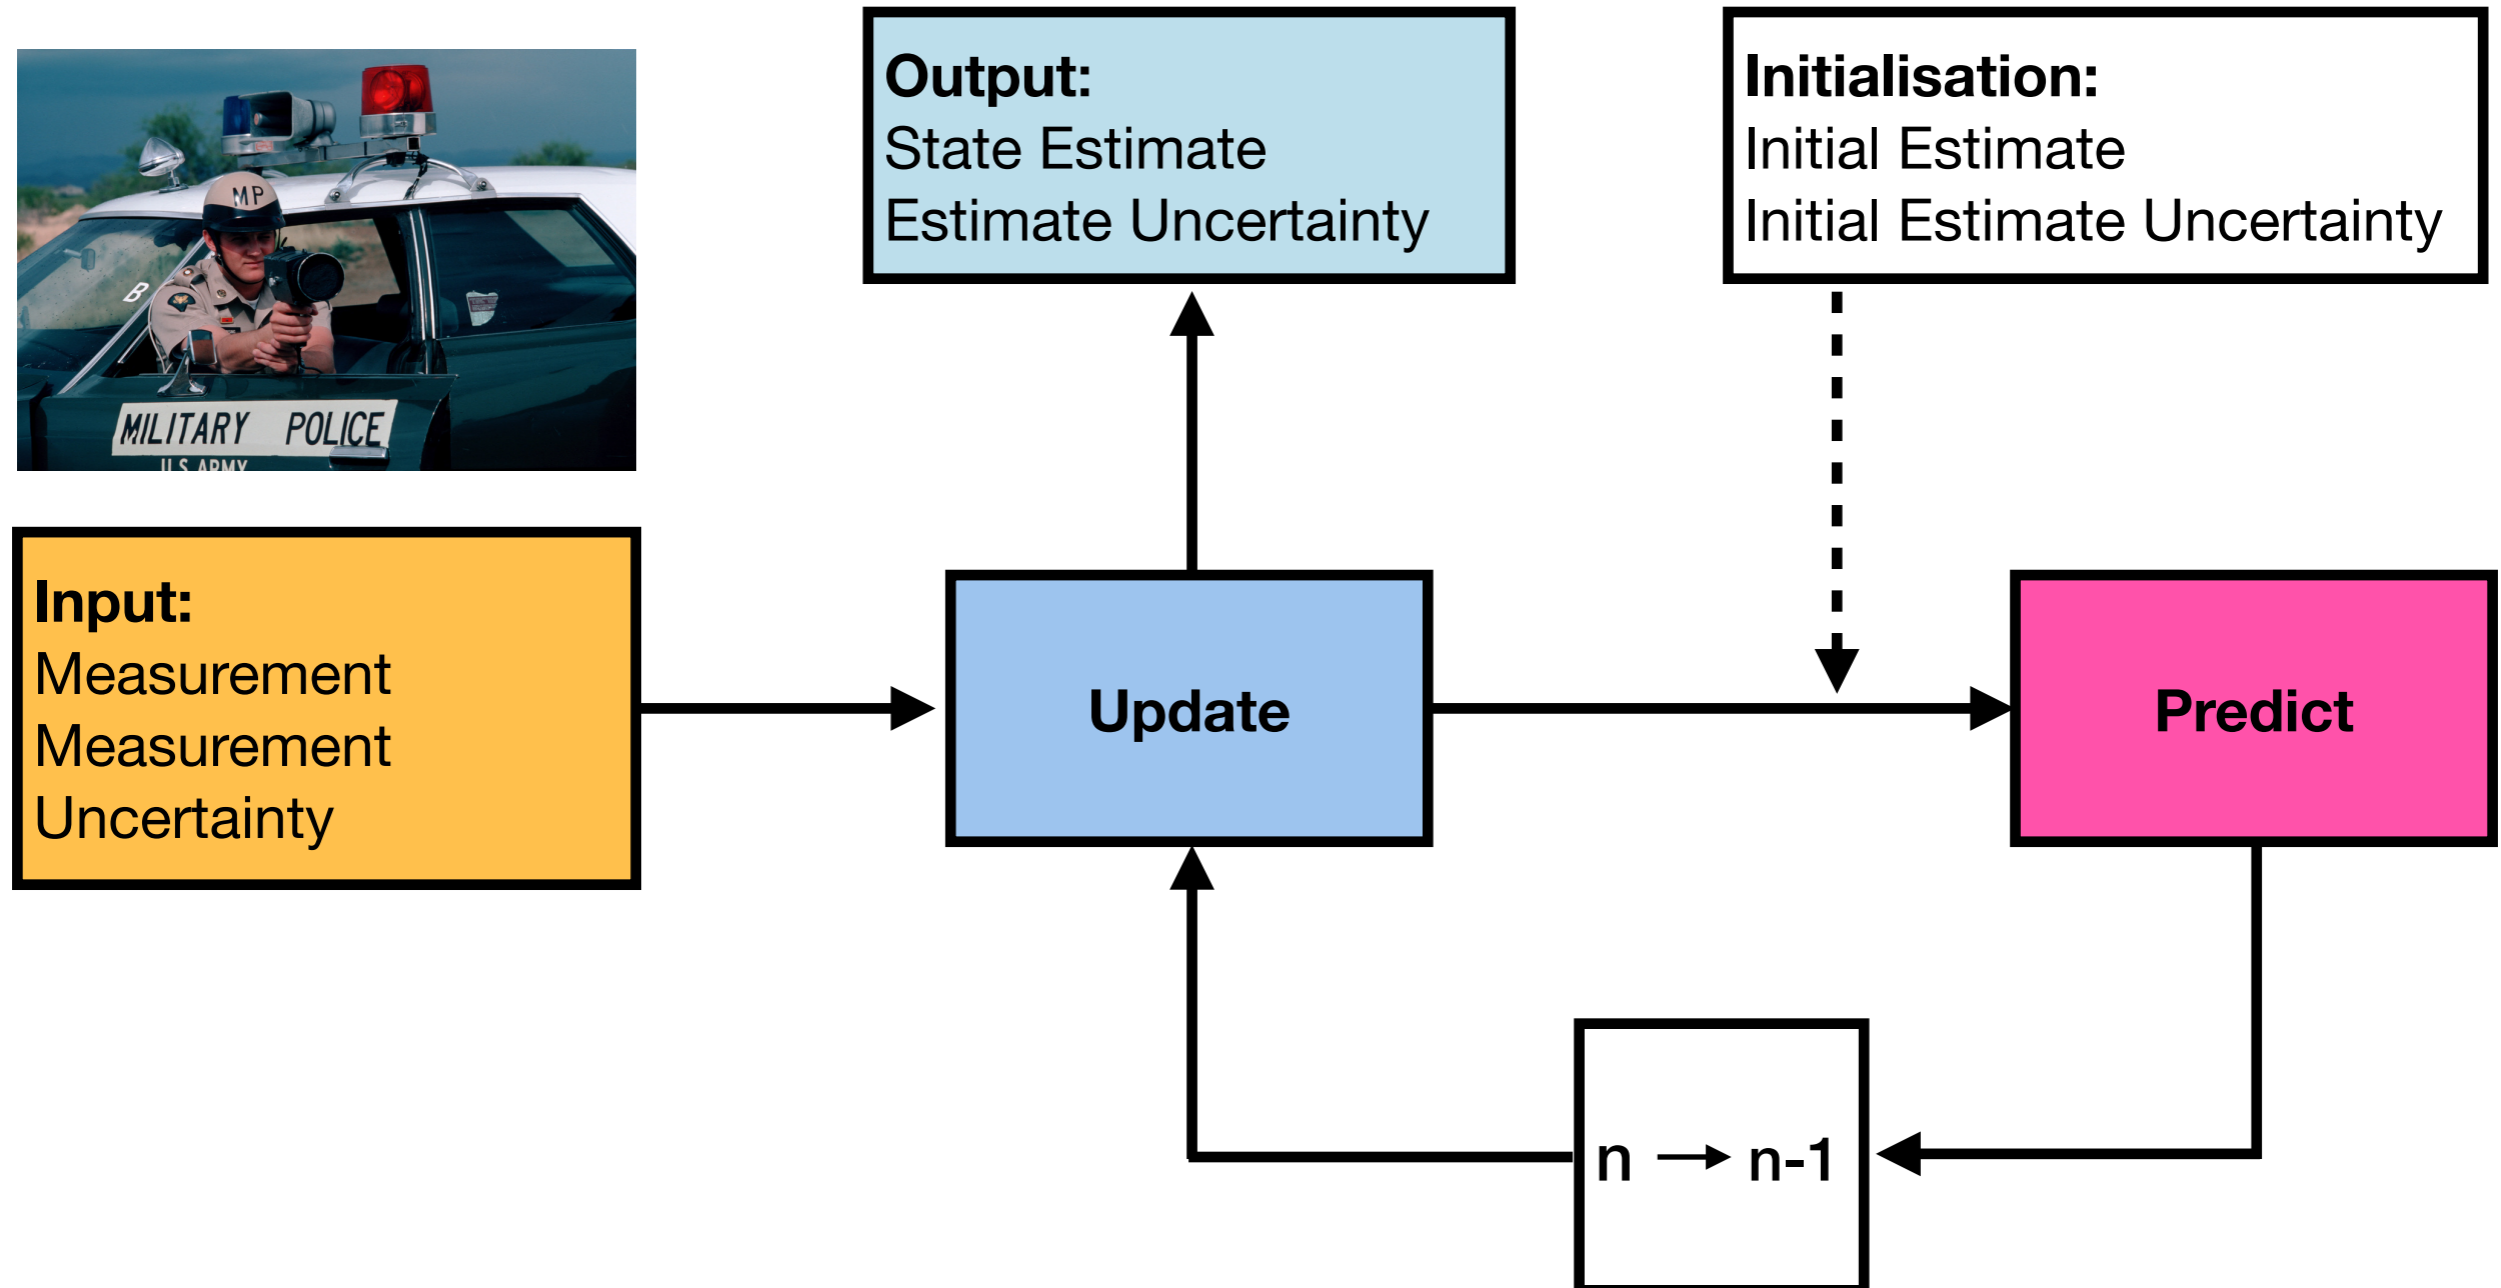 MP
B
MILITARY POLICE
U.S. ARMY
Output:
State Estimate
Estimate Uncertainty
Initialisation:
Initial Estimate
Initial Estimate Uncertainty
Input:
Measurement
Measurement
Uncertainty
Update
Predict
n → n-1